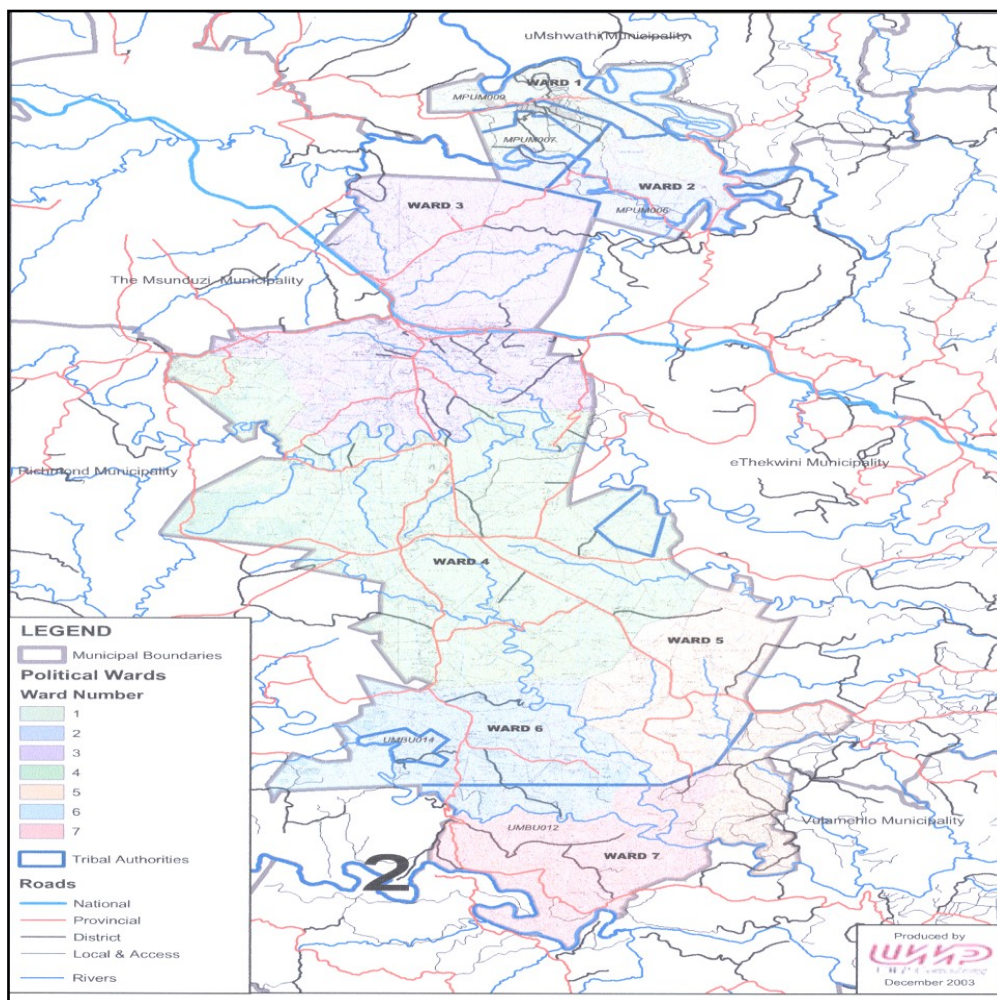 uMshwathi Municipality
WARD 1
MPUM009
MPUM007
WARD 2
WARD 3
MPUM006
The Msunduzi Municipality
Richmond Municipality
eThekwini Municipality
WARD 4
WARD 5
WARD 6
UMBU014
UMBU012
Vulamehlo Municipality
WARD 7
2
LEGEND
Municipal Boundaries
Political Wards
Ward Number
1
2
3
4
5
6
7
Tribal Authorities
Roads
National
Provincial
District
Local & Access
Rivers
Produced by
December 2003